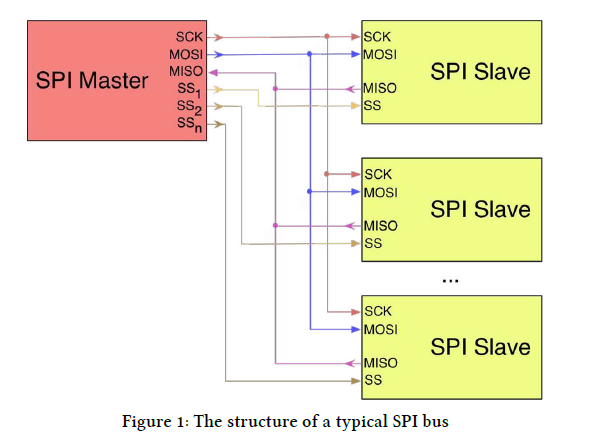 SPI Master
SCK
MOSI
MISO
SS1
SS2
SSn
SCK
MOSI
MISO
SS
SPI Slave
SCK
MOSI
MISO
SS
SPI Slave
...
SCK
MOSI
MISO
SS
SPI Slave
Figure 1: The structure of a typical SPI bus